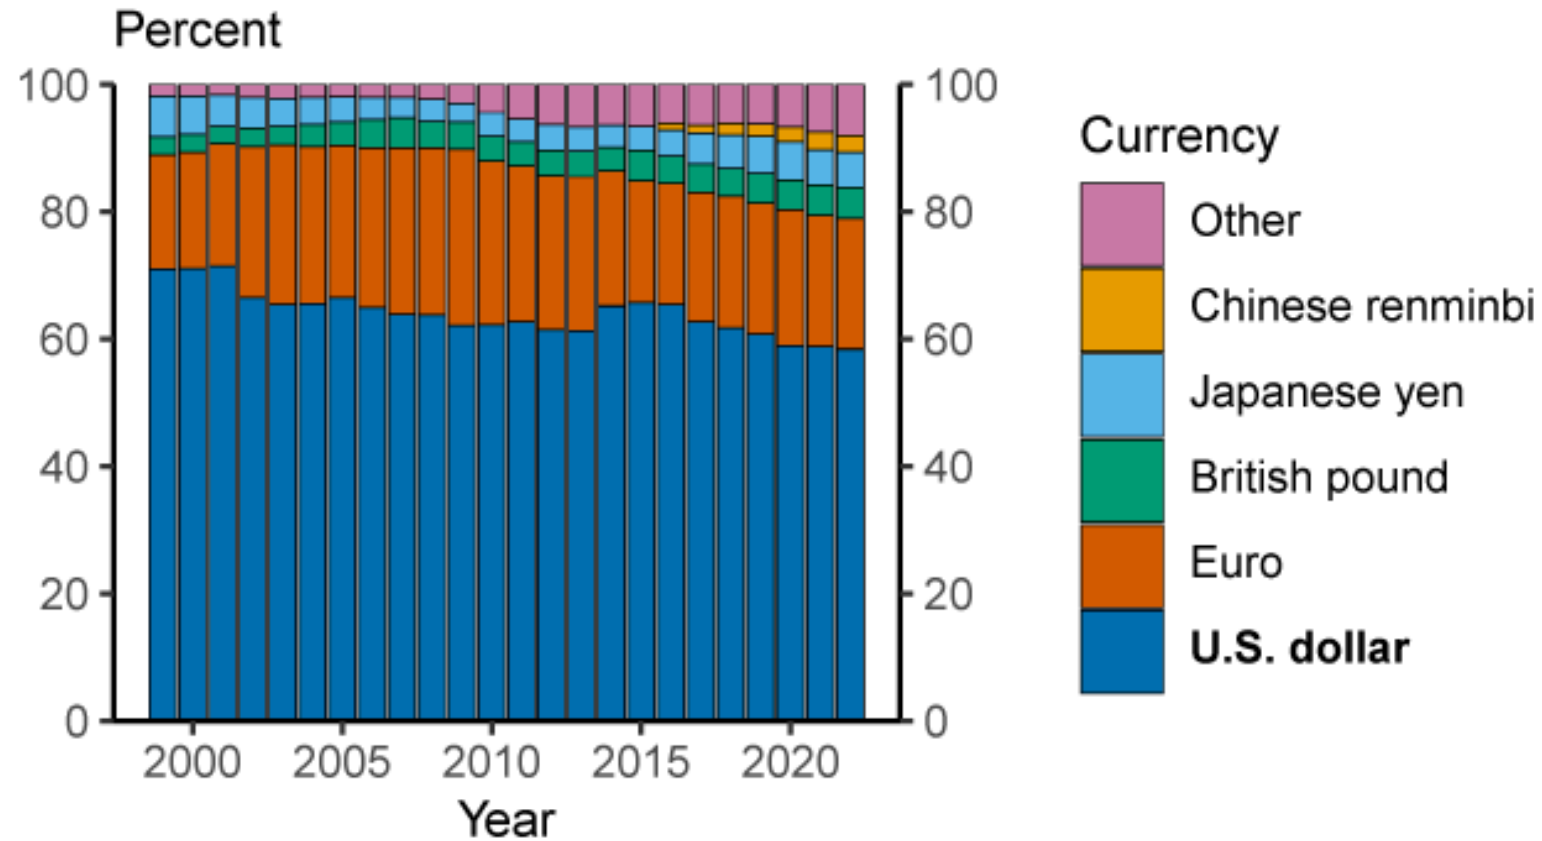 Percent
100
80
60
40
20
0
100
80
60
40
20
0
2000 2005 2010 2015 2020
Year
Currency
Other
Chinese renminbi
Japanese yen
British pound
Euro
U.S. dollar